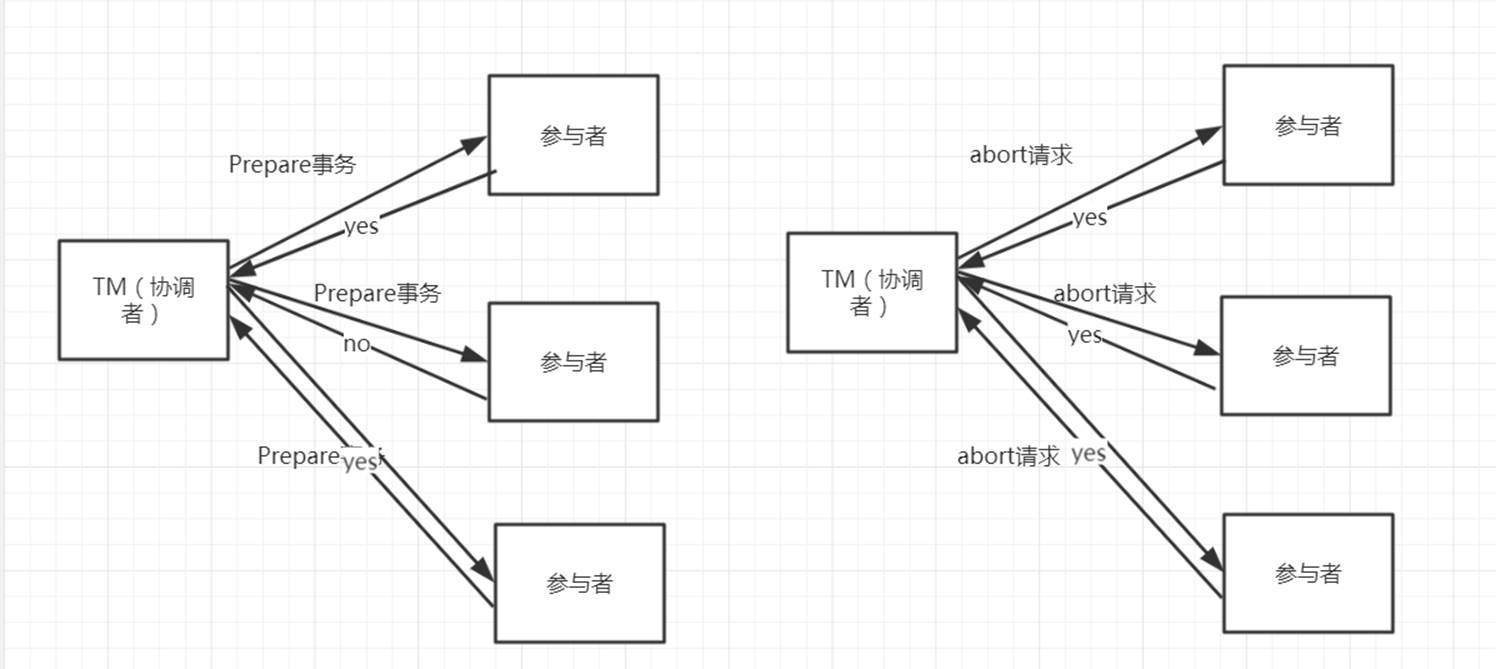 参与者
Prepare事务
yes
TM（协调
者）
Prepare事务
no
参与者
Prepare
yes
参与者
参与者
abort请求
yes
TM（协调
者）
abort请求
yes
参与者
abort请求
yes
参与者